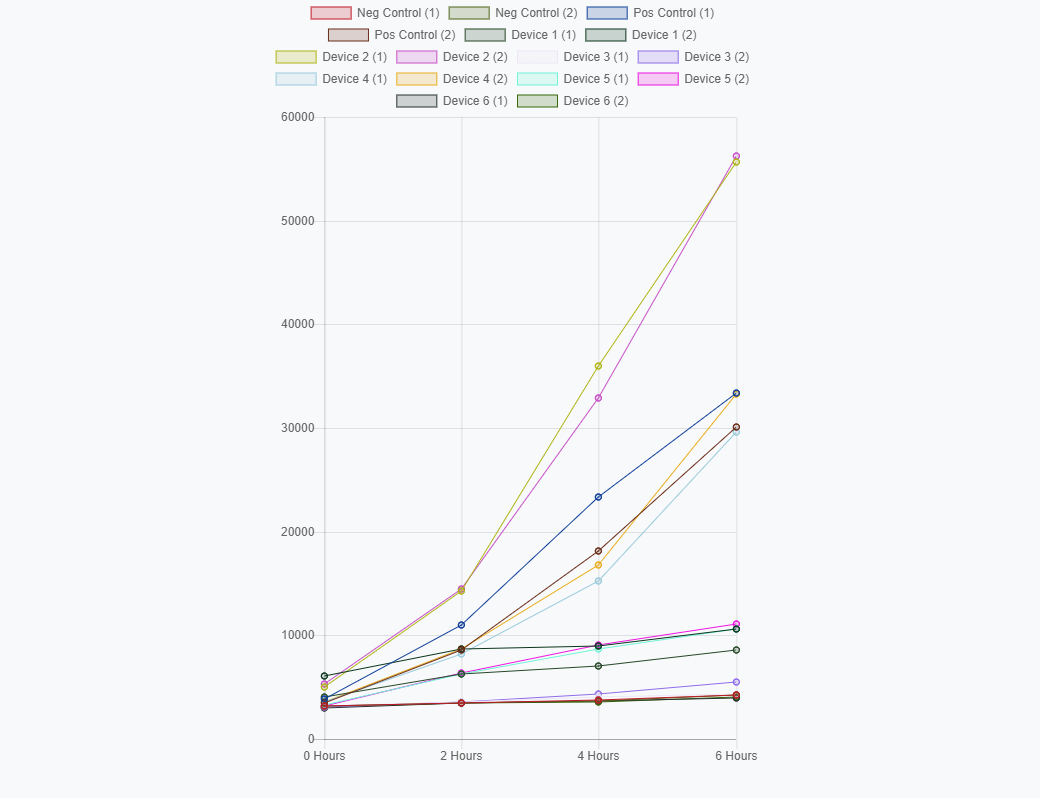 Neg Control (1) Neg Control (2) Pos Control (1)
Pos Control (2) Device 1 (1) Device 1 (2)
Device 2 (1) Device 2 (2) Device 3 (1) Device 3 (2)
Device 4 (1) Device 4 (2) Device 5 (1) Device 5 (2)
Device 6 (1) Device 6 (2)
60000
50000
40000
30000
20000
10000
0
0 Hours 2 Hours 4 Hours 6 Hours